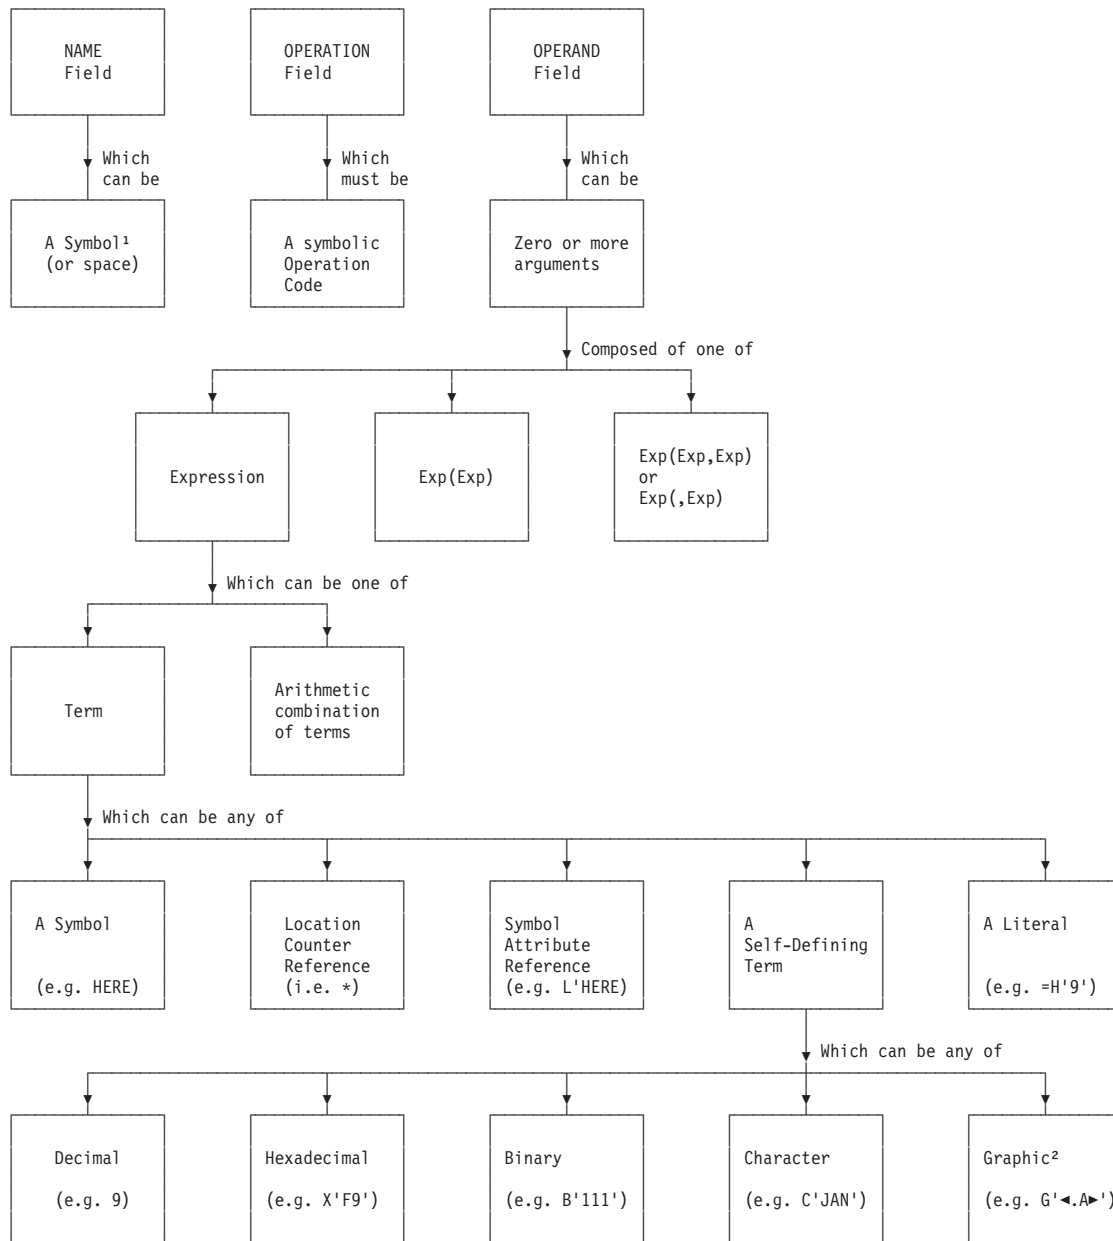 NAME
Field
OPERATION
Field
OPERAND
Field
Which
can be
Which
must be
Which
can be
A Symbol¹
(or space)
A symbolic
Operation
Code
Zero or more
arguments
Composed of one of
Expression
Exp(Exp)
Exp(Exp,Exp)
or
Exp(,Exp)
Which can be one of
Term
Arithmetic
combination
of terms
Which can be any of
A Symbol
(e.g. HERE)
Location
Counter
Reference
(i.e. *)
Symbol
Attribute
Reference
(e.g. L'HERE)
A
Self-Defining
Term
A Literal
(e.g. =H'9')
Which can be any of
Decimal
(e.g. 9)
Hexadecimal
(e.g. X'F9')
Binary
(e.g. B'111')
Character
(e.g. C'JAN')
Graphic²
(e.g. G'◄.A►')